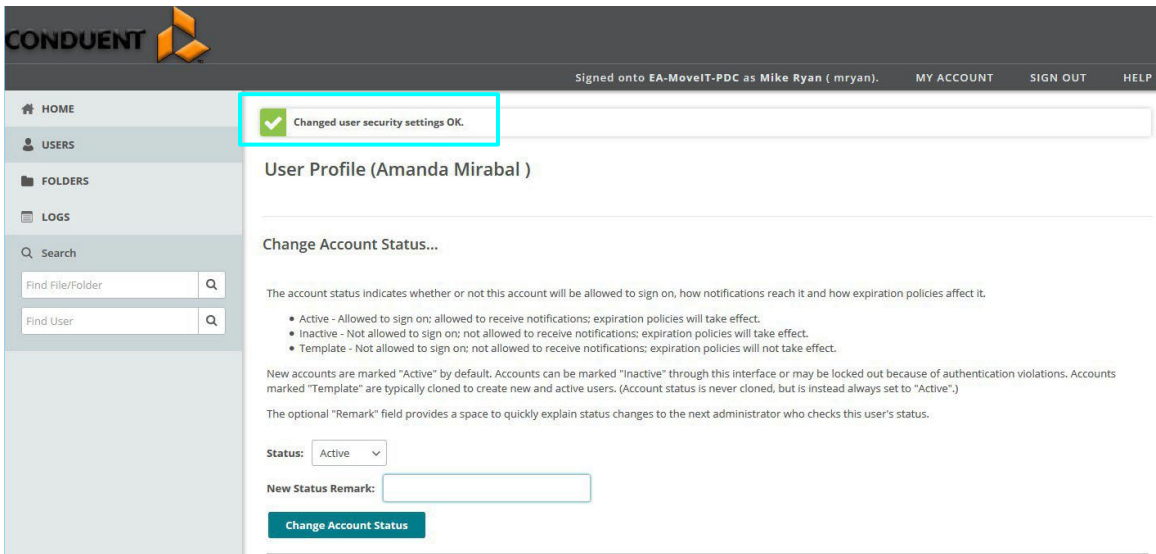 CONDUENT
Signed onto EA-MoveIT-PDC as Mike Ryan ( mryan). MY ACCOUNT SIGN OUT HELP
HOME
USERS
FOLDERS
LOGS
Search
Find File/Folder
Find User
Changed user security settings OK.
User Profile (Amanda Mirabal )
Change Account Status...
The account status indicates whether or not this account will be allowed to sign on, how notifications reach it and how expiration policies affect it.
• Active - Allowed to sign on; allowed to receive notifications; expiration policies will take effect.
• Inactive - Not allowed to sign on; not allowed to receive notifications; expiration policies will take effect.
• Template - Not allowed to sign on; not allowed to receive notifications; expiration policies will not take effect.
New accounts are marked "Active" by default. Accounts can be marked "Inactive" through this interface or may be locked out because of authentication violations. Accounts
marked "Template" are typically cloned to create new and active users. (Account status is never cloned, but is instead always set to "Active".)
The optional "Remark" field provides a space to quickly explain status changes to the next administrator who checks this user's status.
Status: Active
New Status Remark:
Change Account Status